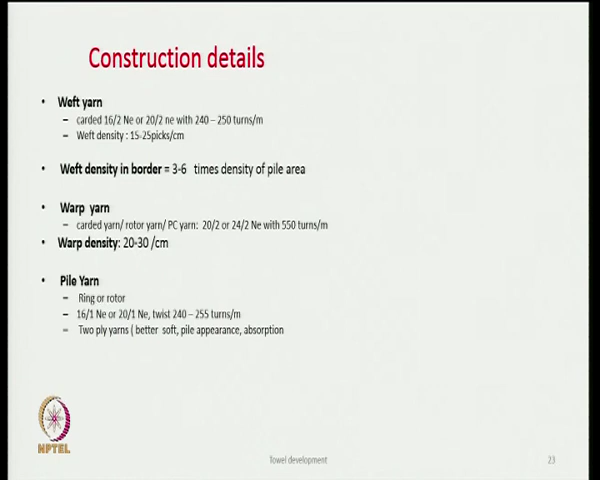 Construction details
• Weft yarn
– carded 16/2 Ne or 20/2 ne with 240 – 250 turns/m
– Weft density : 15-25picks/cm
• Weft density in border = 3-6 times density of pile area
• Warp yarn
– carded yarn/ rotor yarn/ PC yarn: 20/2 or 24/2 Ne with 550 turns/m
• Warp density: 20-30 /cm
• Pile Yarn
– Ring or rotor
– 16/1 Ne or 20/1 Ne, twist 240 – 255 turns/m
– Two ply yarns ( better soft, pile appearance, absorption
NPTEL
Towel development
23